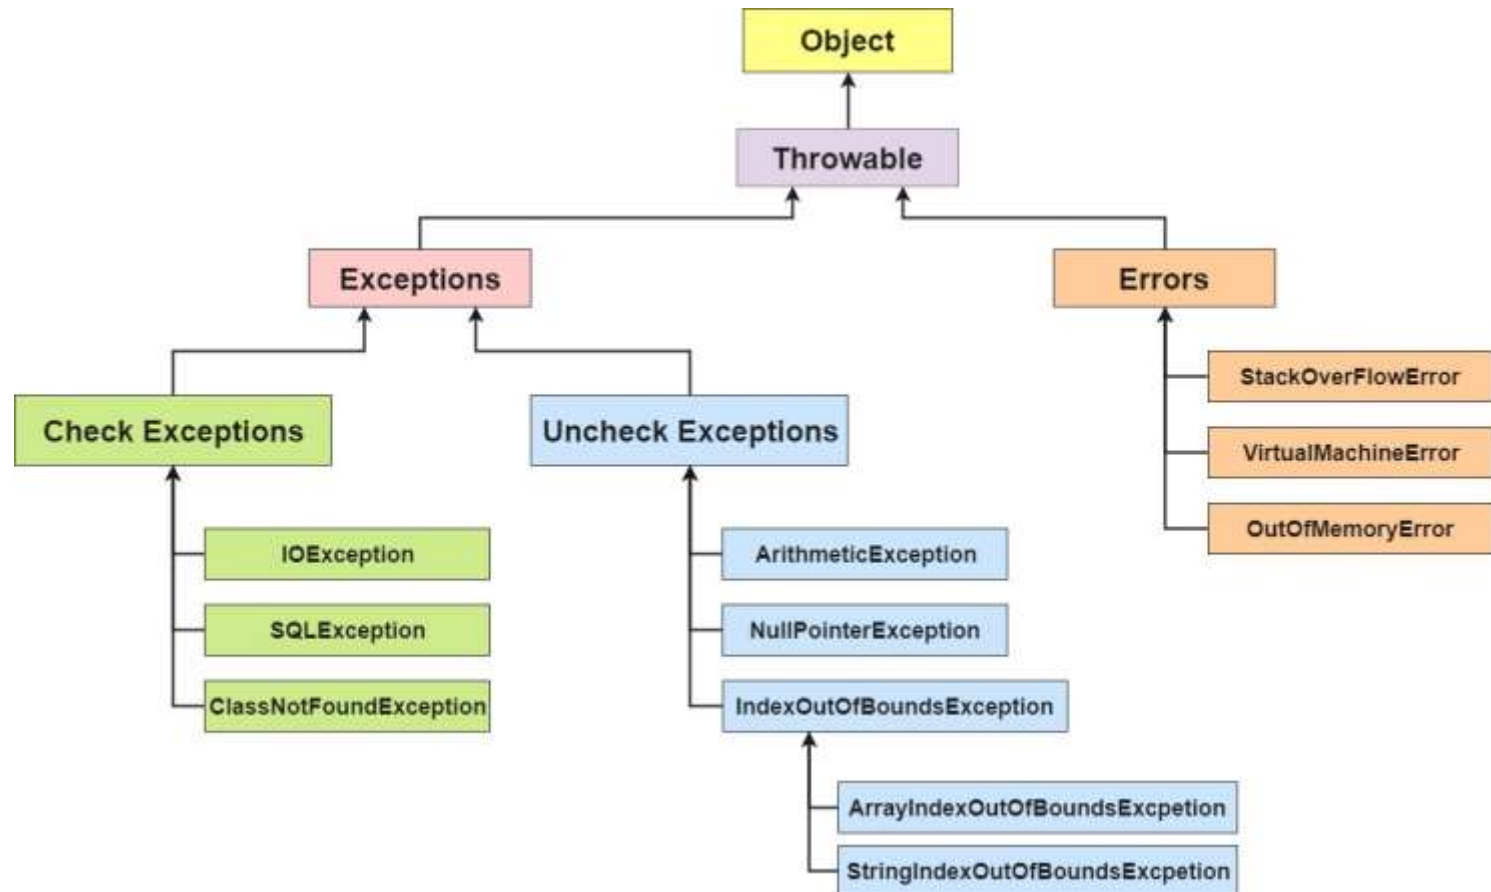 Object
Throwable
Exceptions
Errors
StackOverFlowError
Check Exceptions
Uncheck Exceptions
VirtualMachineError
OutOfMemoryError
IOException
ArithmeticException
SQLException
NullPointerException
ClassNotFoundException
IndexOutOfBoundsException
ArrayIndexOutOfBoundsExcpetion
StringIndexOutOfBoundsExcpetion